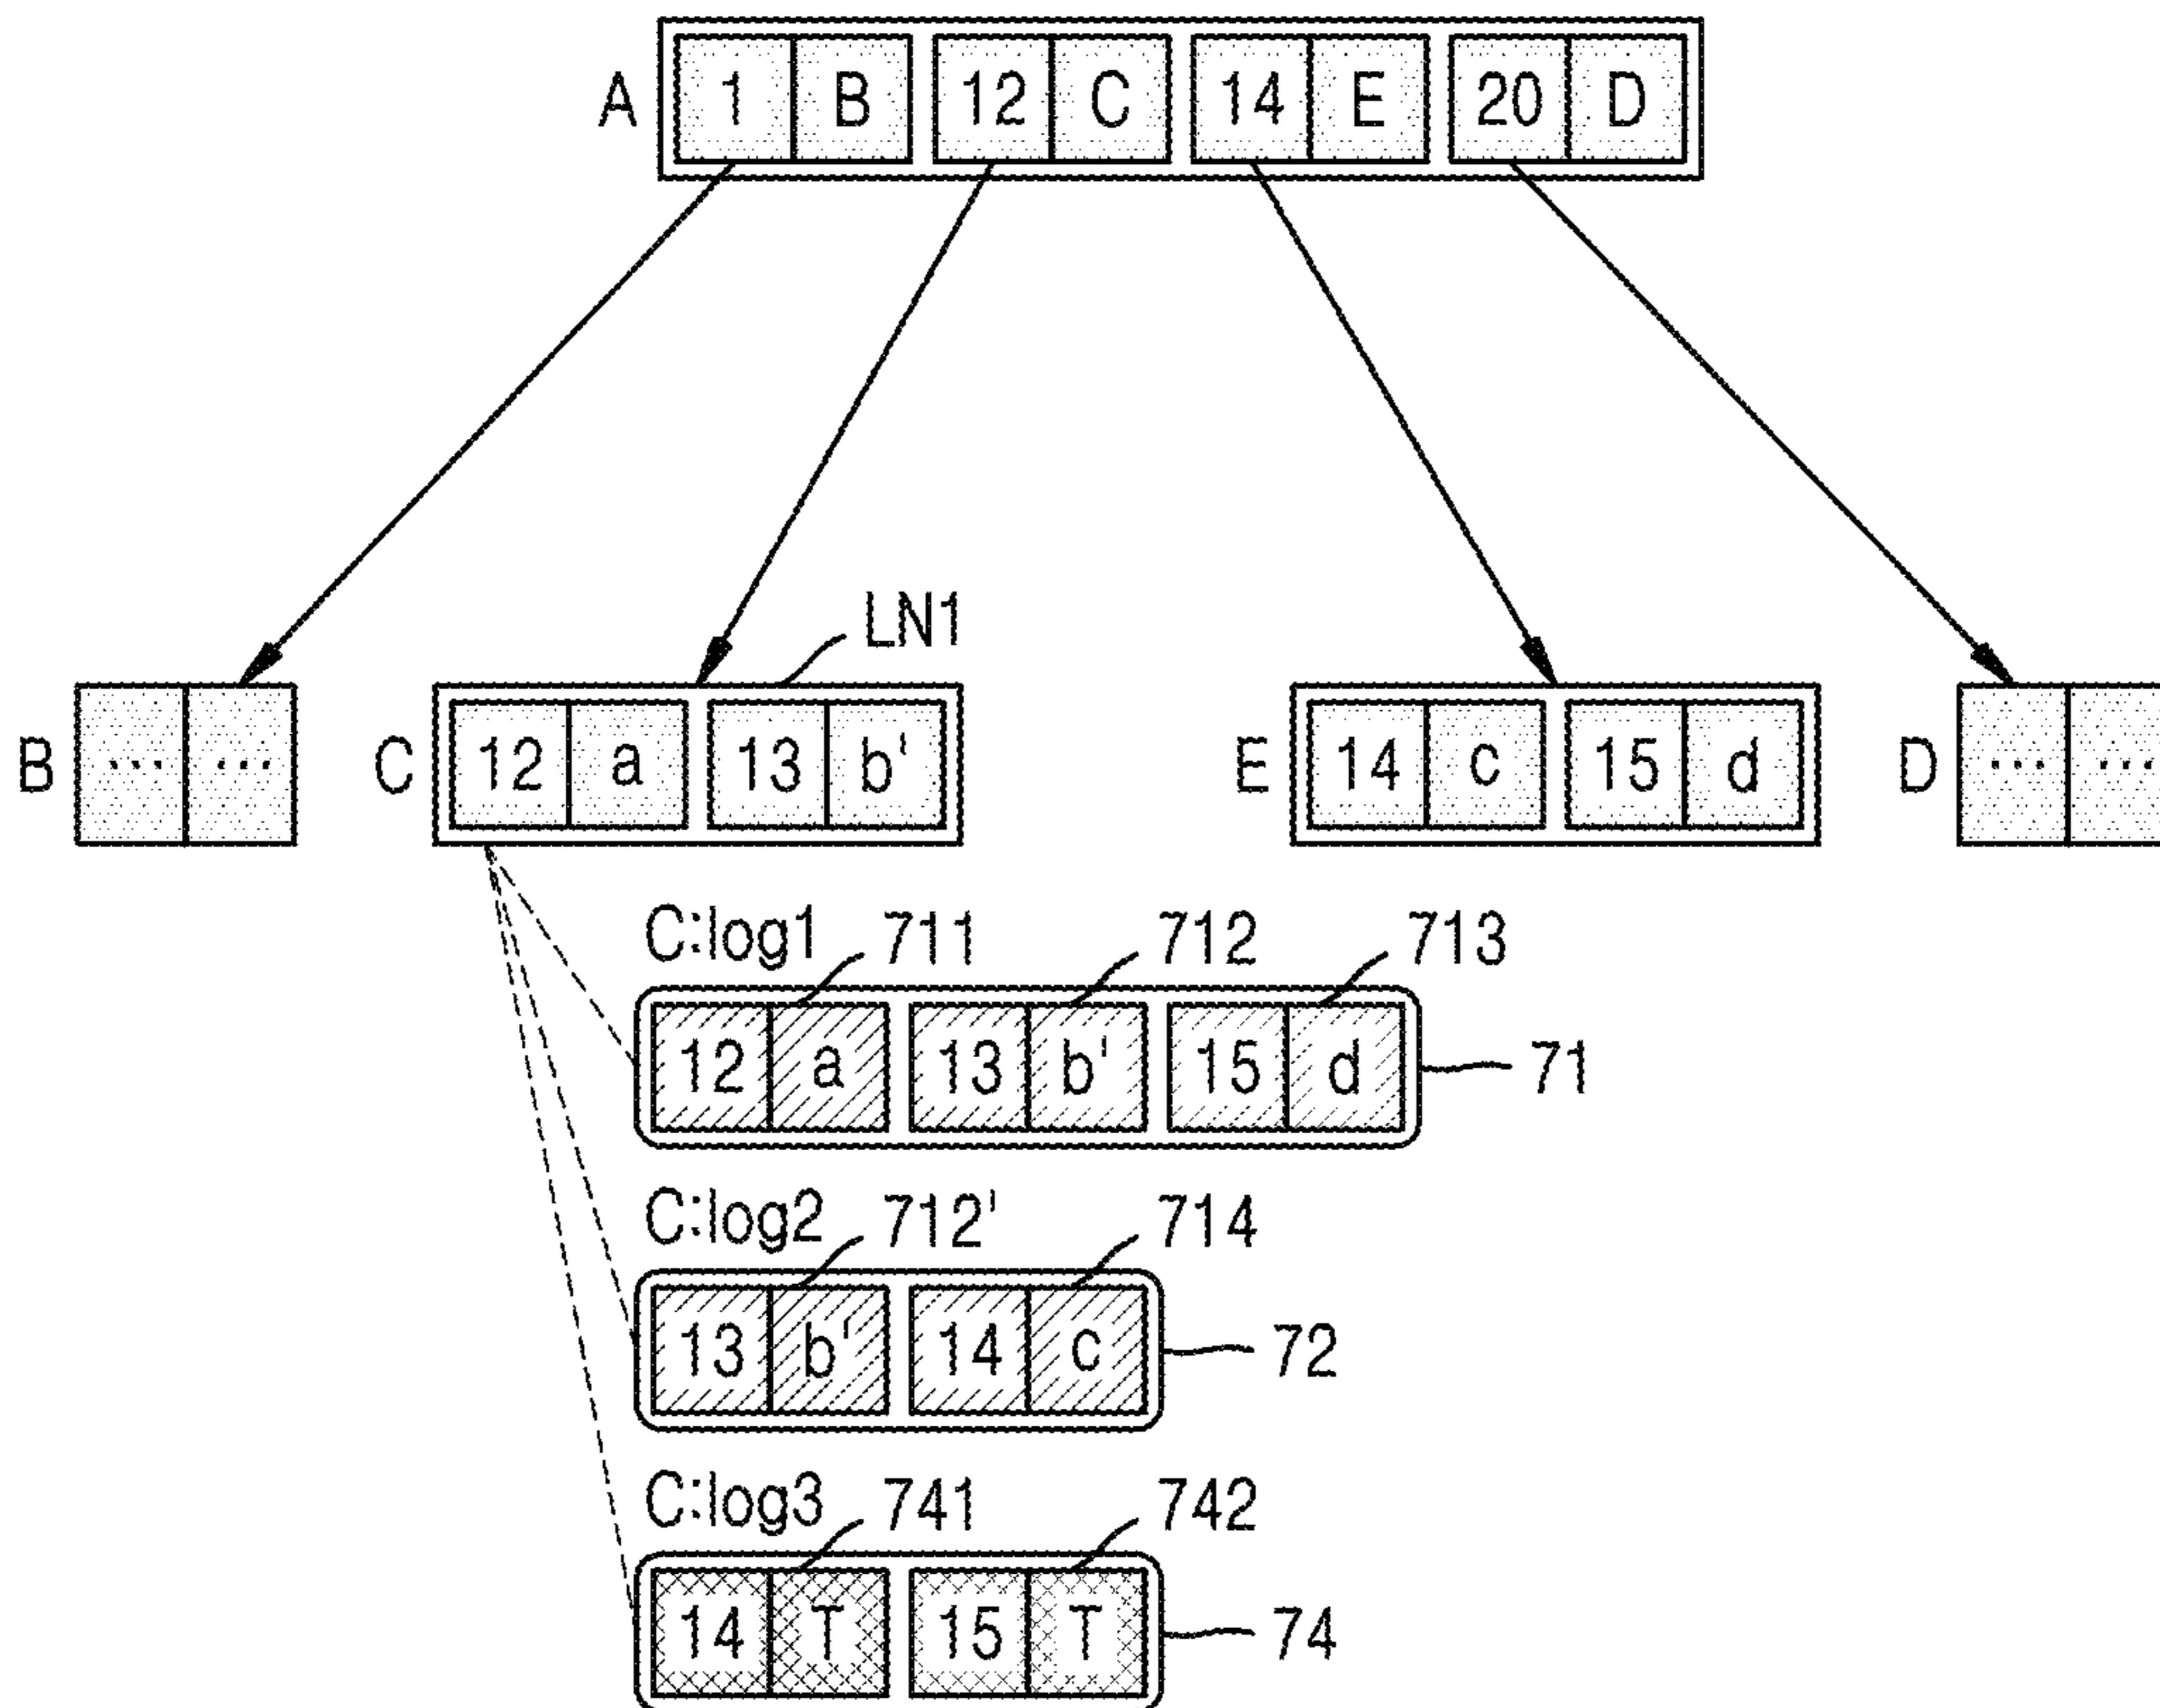 A 1 B 12 C 14 E 20 D
LN1
B ... ... C 12 a 13 b' E 14 c 15 d D ... ...
C:log1 711 712 713
12 a 13 b' 15 d 71
C:log2 712' 714
13 b' 14 c 72
C:log3 741 742
14 T 15 T 74